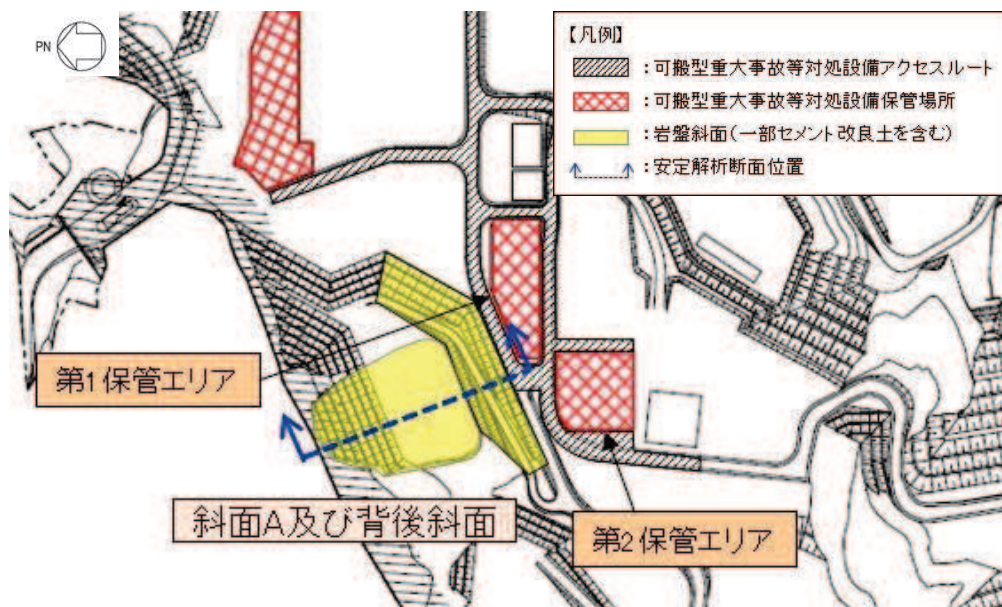 PN
【凡例】
:可搬型重大事故等対処設備アクセスルート
:可搬型重大事故等対処設備保管場所
:岩盤斜面(一部セメント改良土を含む)
:安定解析断面位置
第1保管エリア
斜面A及び背後斜面
第2保管エリア